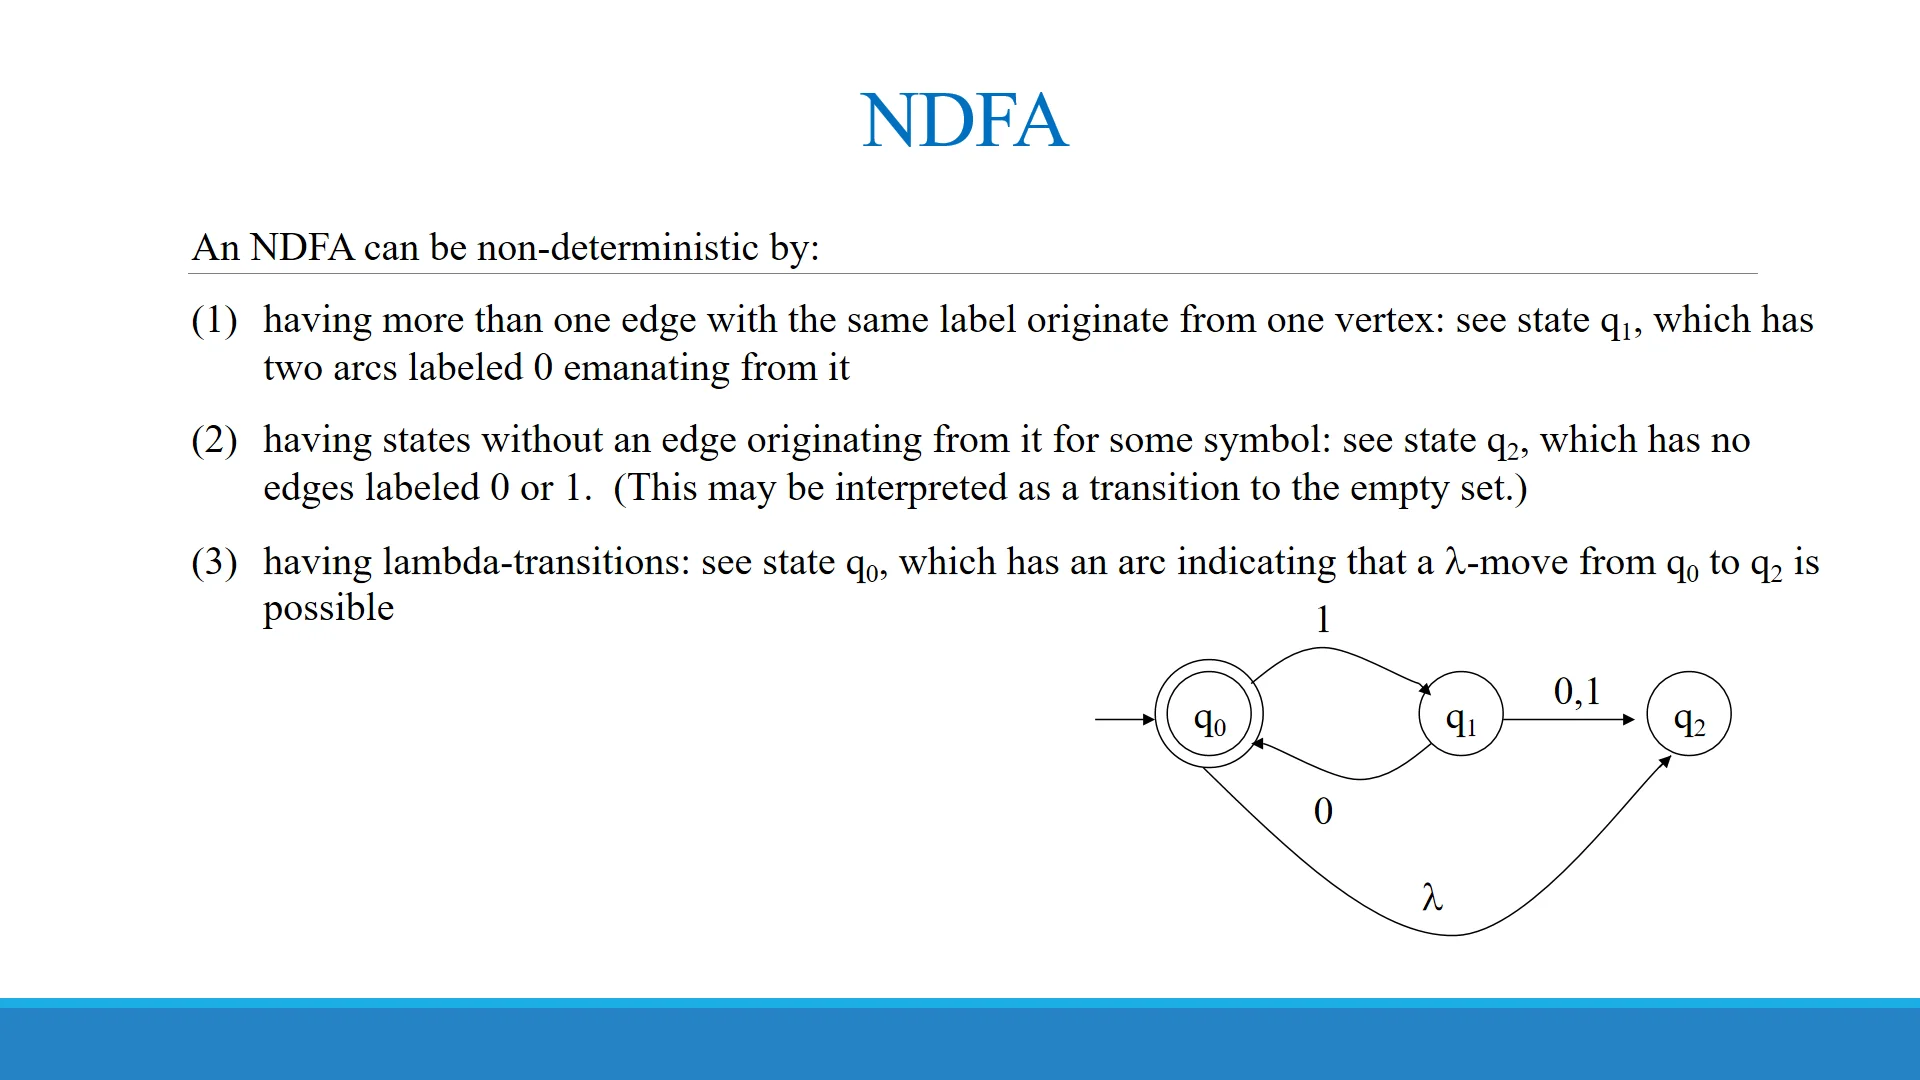 NDFA
An NDFA can be non-deterministic by:
(1) having more than one edge with the same label originate from one vertex: see state q₁, which has
two arcs labeled 0 emanating from it
(2) having states without an edge originating from it for some symbol: see state q₂, which has no
edges labeled 0 or 1. (This may be interpreted as a transition to the empty set.)
(3) having lambda-transitions: see state q₀, which has an arc indicating that a λ-move from q₀ to q₂ is
possible
1
0,1
q₀ q₁ q₂
0
λ